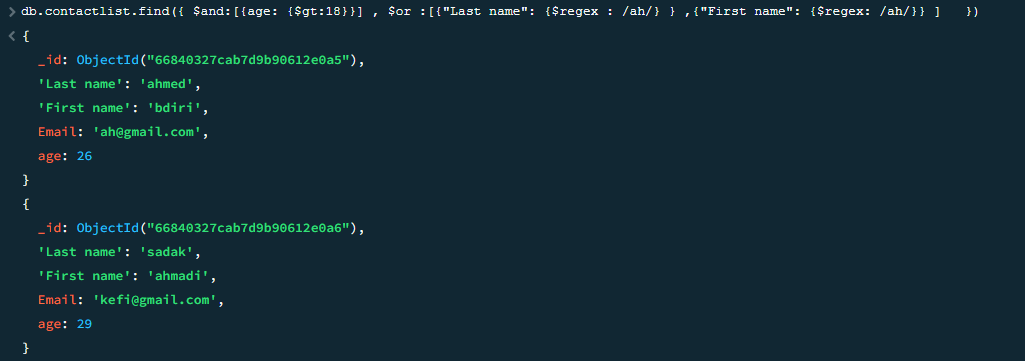 > db.contactlist.find({ $and:[{age: {$gt:18}}] , $or :[{"Last name": {$regex : /ah/} } ,{"First name": {$regex: /ah/}} ]   })
< {
  _id: ObjectId("66840327cab7d9b90612e0a5"),
  'Last name': 'ahmed',
  'First name': 'bdiri',
  Email: 'ah@gmail.com',
  age: 26
}
{
  _id: ObjectId("66840327cab7d9b90612e0a6"),
  'Last name': 'sadak',
  'First name': 'ahmadi',
  Email: 'kefi@gmail.com',
  age: 29
}